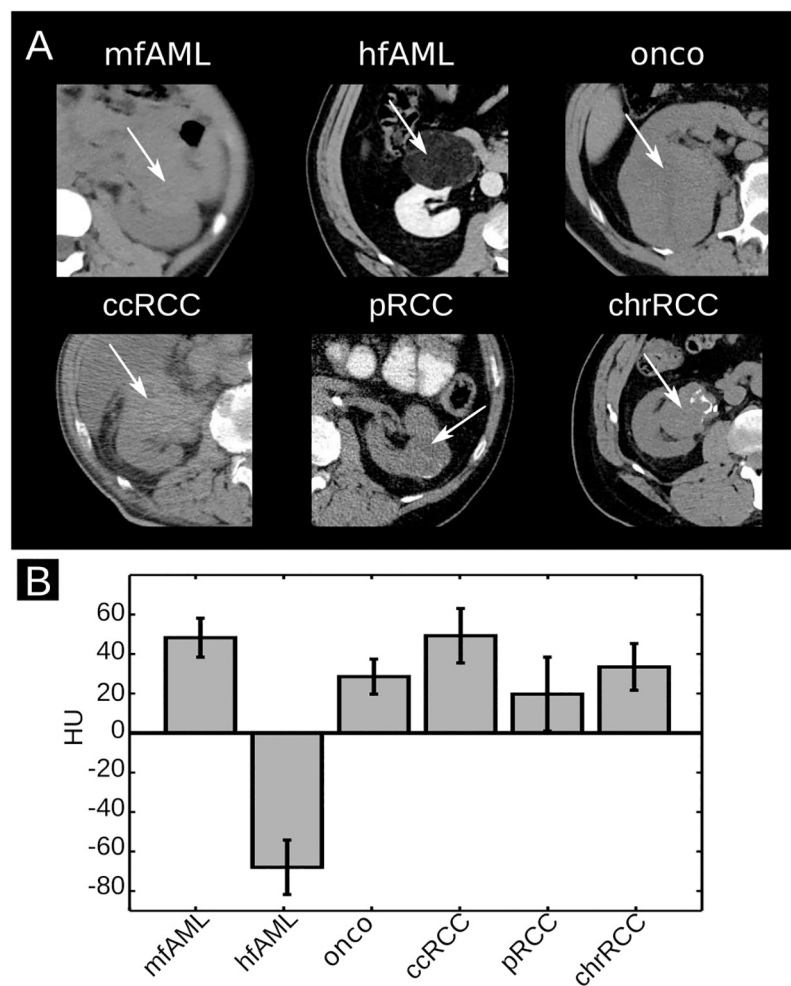 A
mfAML hfAML onco
ccRCC pRCC chrRCC
B
HU
60
40
20
0
-20
-40
-60
-80
mfAML hfAML onco ccRCC pRCC chrRCC